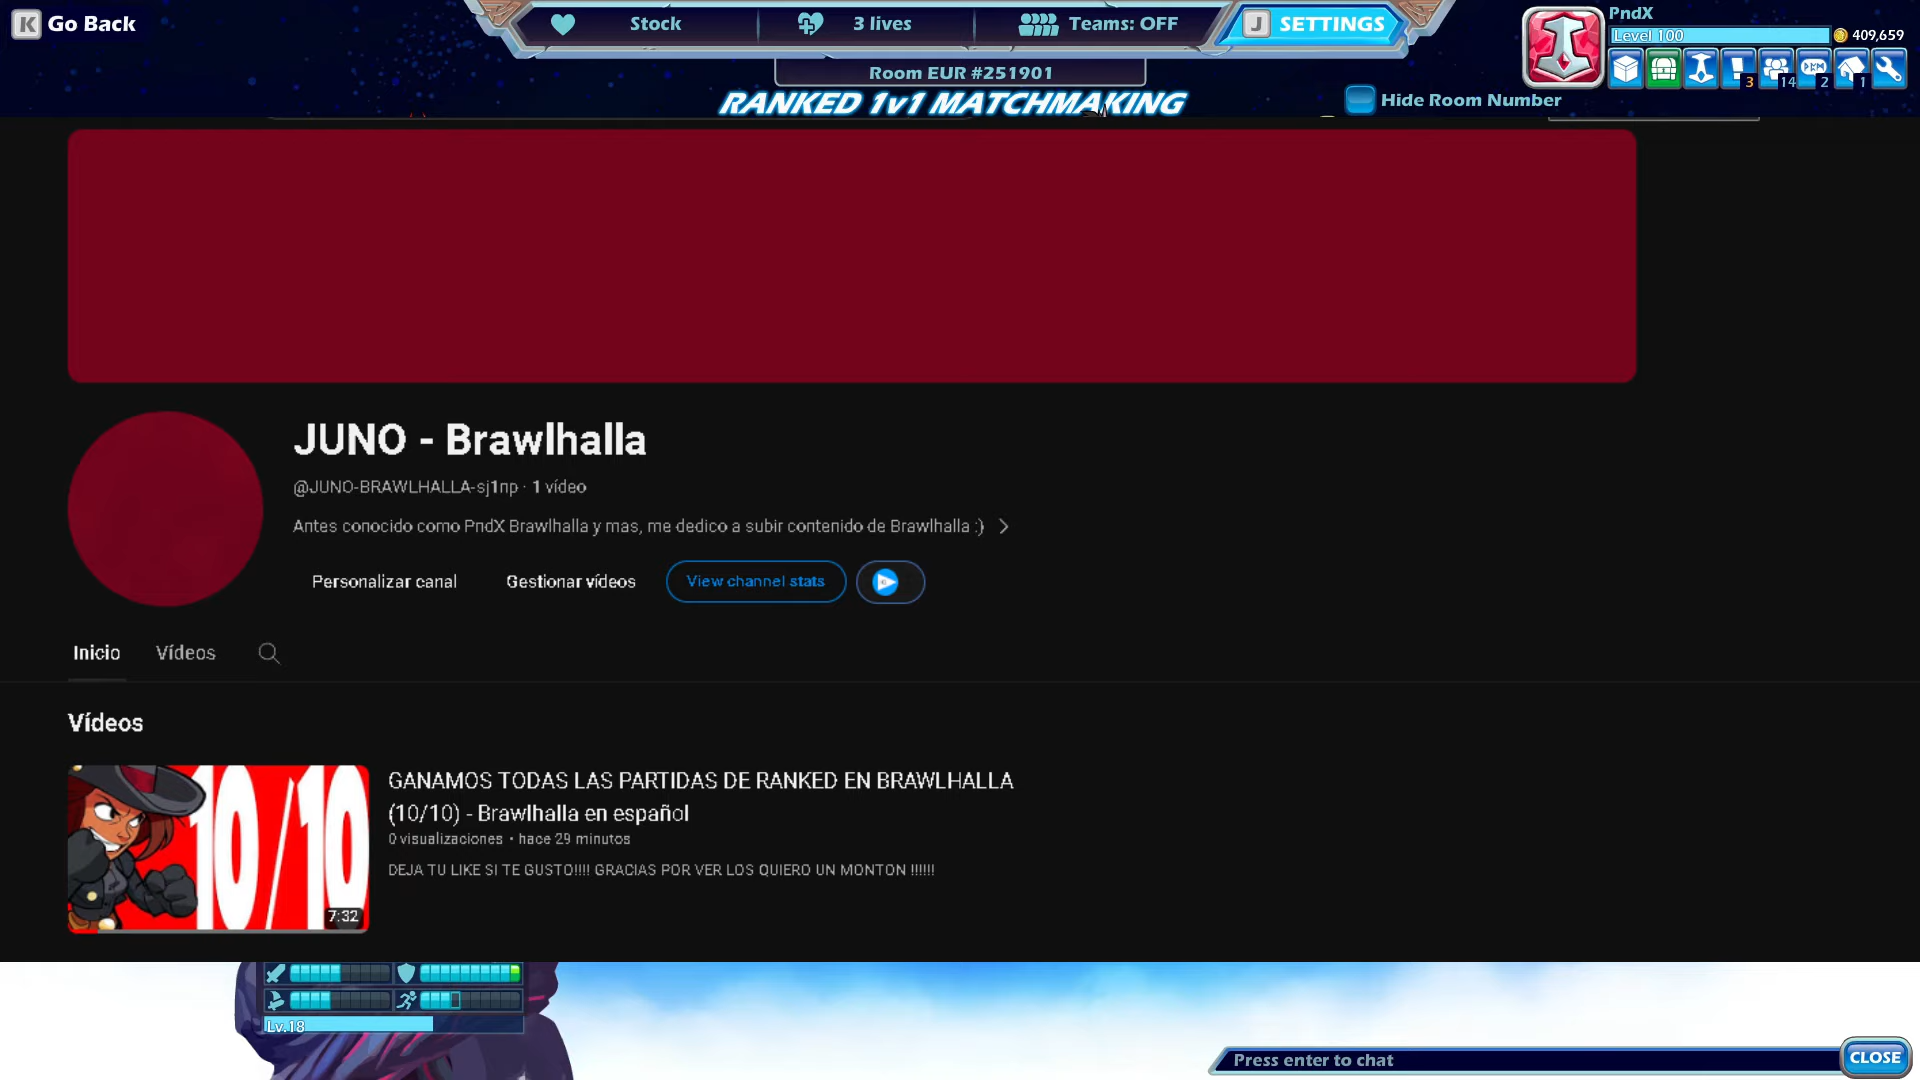 K Go Back
Stock
3 lives
Teams: OFF
J SETTINGS
PndX
Level 100
409,659
Room EUR #251901
3
14
2
1
RANKED 1v1 MATCHMAKING
Hide Room Number
JUNO - Brawlhalla
@JUNO-BRAWLHALLA-sj1np · 1 vídeo
Antes conocido como PndX Brawlhalla y mas, me dedico a subir contenido de Brawlhalla :)
Personalizar canal
Gestionar vídeos
View channel stats
Inicio
Vídeos
Vídeos
10/10
7:32
GANAMOS TODAS LAS PARTIDAS DE RANKED EN BRAWLHALLA
(10/10) - Brawlhalla en español
0 visualizaciones · hace 29 minutos
DEJA TU LIKE SI TE GUSTO!!!! GRACIAS POR VER LOS QUIERO UN MONTON !!!!!!
Lv.18
Press enter to chat
CLOSE